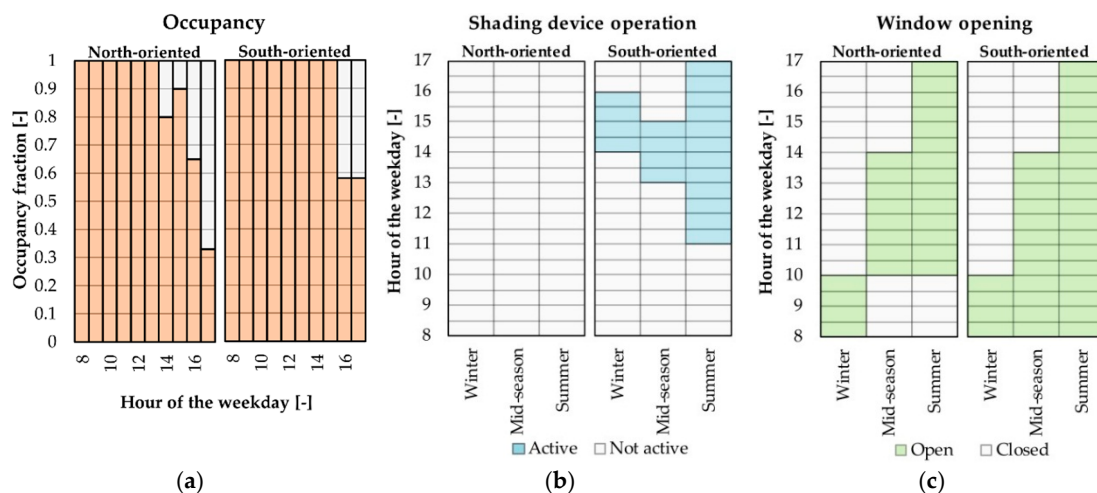 Occupancy
North-oriented South-oriented
Occupancy fraction [-]
1
0.9
0.8
0.7
0.6
0.5
0.4
0.3
0.2
0.1
0
8 10 12 14 16 8 10 12 14 16
Hour of the weekday [-]
(a)
Shading device operation
North-oriented South-oriented
Hour of the weekday [-]
17
16
15
14
13
12
11
10
9
8
Winter Mid-season Summer Winter Mid-season Summer
Active Not active
(b)
Window opening
North-oriented South-oriented
Hour of the weekday [-]
17
16
15
14
13
12
11
10
9
8
Winter Mid-season Summer Winter Mid-season Summer
Open Closed
(c)